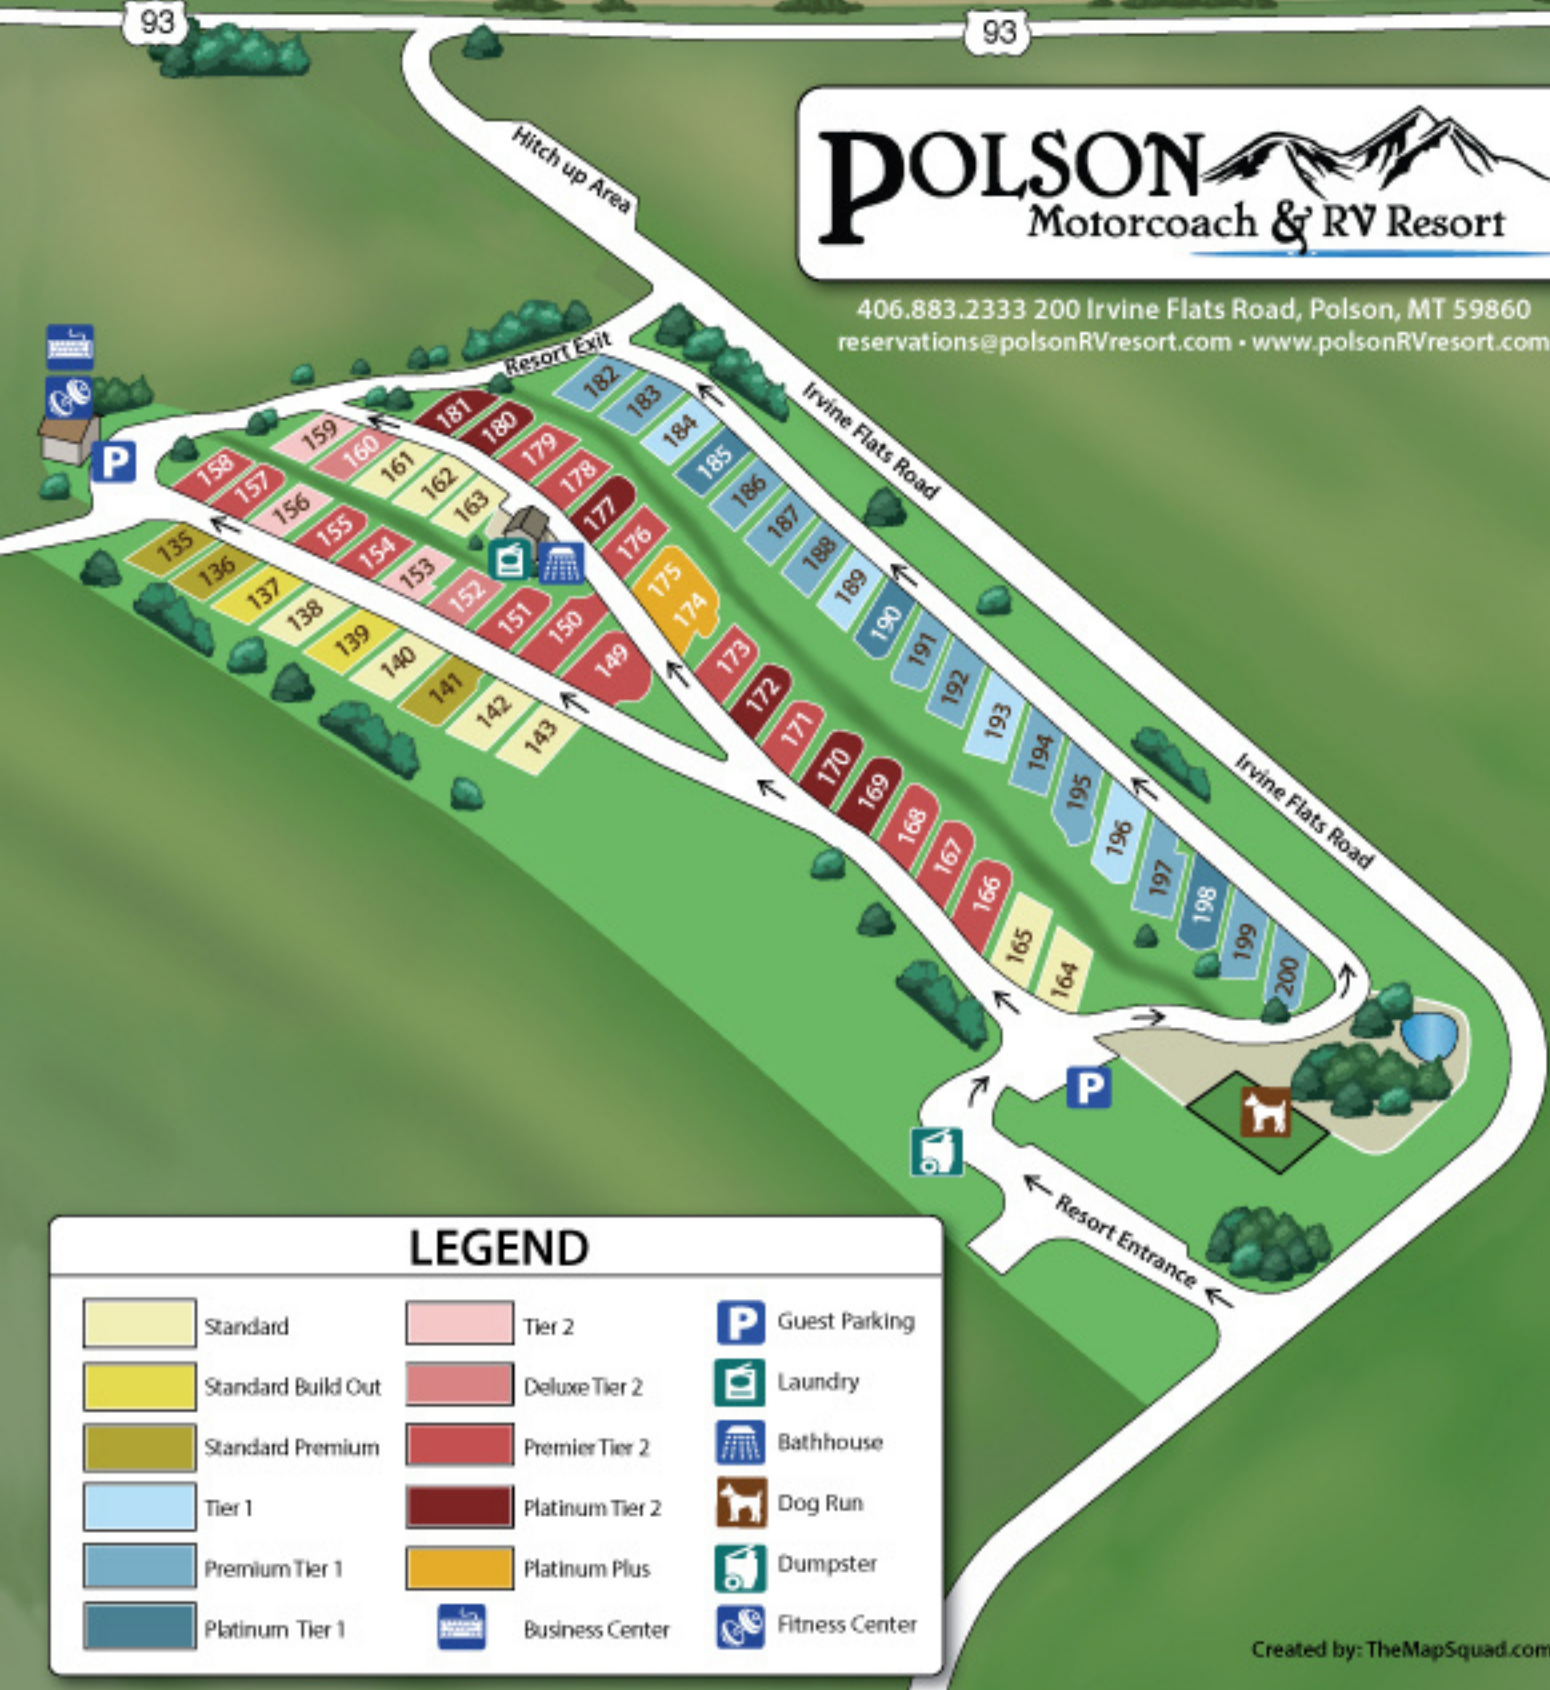 93
93
Hitch up Area
POLSON
Motorcoach & RV Resort
406.883.2333 200 Irvine Flats Road, Polson, MT 59860
reservations@polsonRVresort.com • www.polsonRVresort.com
Resort Exit
Irvine Flats Road
Irvine Flats Road
P
182
183
184
185
186
187
188
189
190
191
192
193
194
195
196
197
198
199
200
181
180
179
178
177
176
175
174
173
172
171
170
169
168
167
166
165
164
159
160
161
162
163
158
157
156
155
154
153
152
151
150
149
135
136
137
138
139
140
141
142
143
P
Resort Entrance
LEGEND
Standard
Standard Build Out
Standard Premium
Tier 1
Premium Tier 1
Platinum Tier 1
Tier 2
Deluxe Tier 2
Premier Tier 2
Platinum Tier 2
Platinum Plus
Business Center
P Guest Parking
Laundry
Bathhouse
Dog Run
Dumpster
Fitness Center
Created by: TheMapSquad.com